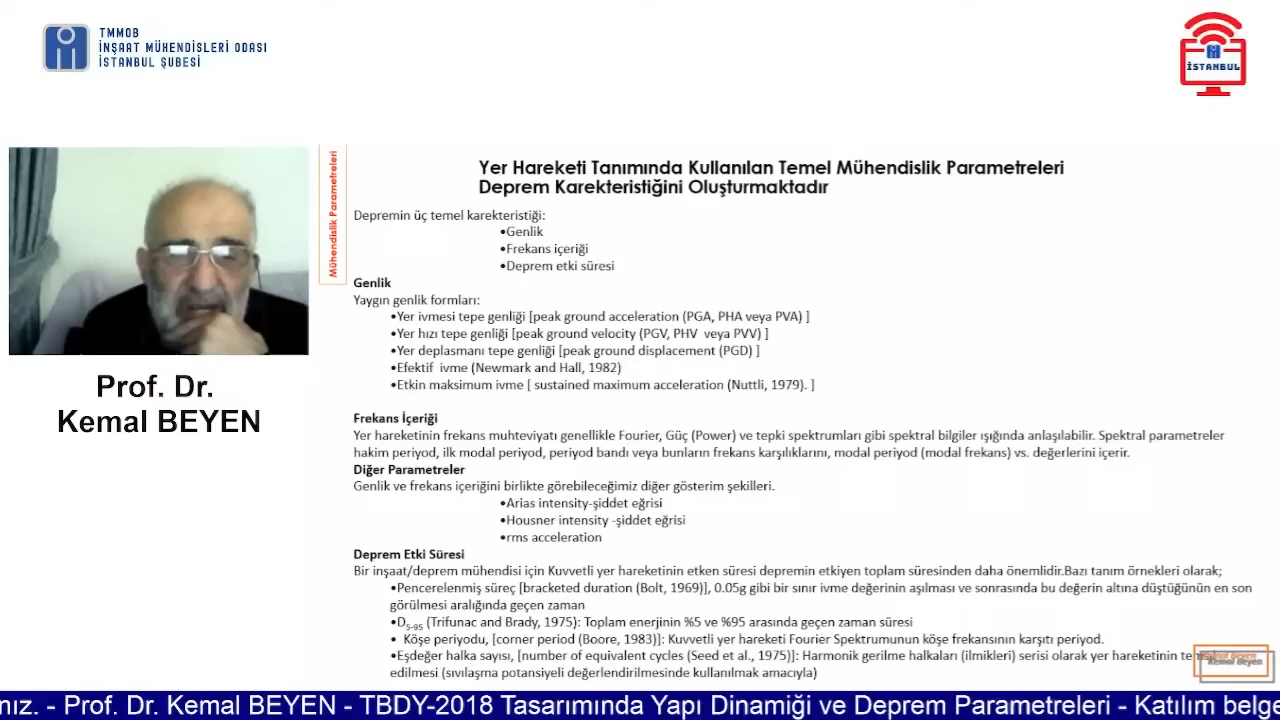 TMMOB
İNŞAAT MÜHENDİSLERİ ODASI
İSTANBUL ŞUBESİ
İSTANBUL
Prof. Dr.
Kemal BEYEN
Mühendislik Parametreleri
Yer Hareketi Tanımında Kullanılan Temel Mühendislik Parametreleri
Deprem Karekteristiğini Oluşturmaktadır
Depremin üç temel karekteristiği:
•Genlik
•Frekans içeriği
•Deprem etki süresi
Genlik
Yaygın genlik formları:
•Yer ivmesi tepe genliği [peak ground acceleration (PGA, PHA veya PVA) ]
•Yer hızı tepe genliği [peak ground velocity (PGV, PHV veya PVV) ]
•Yer deplasmanı tepe genliği [peak ground displacement (PGD) ]
•Efektif ivme (Newmark and Hall, 1982)
•Etkin maksimum ivme [ sustained maximum acceleration (Nuttli, 1979). ]
Frekans İçeriği
Yer hareketinin frekans muhteviyatı genellikle Fourier, Güç (Power) ve tepki spektrumları gibi spektral bilgiler ışığında anlaşılabilir. Spektral parametreler
hakim periyod, ilk modal periyod, periyod bandı veya bunların frekans karşılıklarını, modal periyod (modal frekans) vs. değerlerini içerir.
Diğer Parametreler
Genlik ve frekans içeriğini birlikte görebileceğimiz diğer gösterim şekilleri.
•Arias intensity-şiddet eğrisi
•Housner intensity -şiddet eğrisi
•rms acceleration
Deprem Etki Süresi
Bir inşaat/deprem mühendisi için Kuvvetli yer hareketinin etken süresi depremin etkiyen toplam süresinden daha önemlidir.Bazı tanım örnekleri olarak;
•Pencerelenmiş süreç [bracketed duration (Bolt, 1969)], 0.05g gibi bir sınır ivme değerinin aşılması ve sonrasında bu değerin altına düştüğünün en son
görülmesi aralığında geçen zaman
•D5-95 (Trifunac and Brady, 1975): Toplam enerjinin %5 ve %95 arasında geçen zaman süresi
• Köşe periyodu, [corner period (Boore, 1983)]: Kuvvetli yer hareketi Fourier Spektrumunun köşe frekansının karşıtı periyod.
•Eşdeğer halka sayısı, [number of equivalent cycles (Seed et al., 1975)]: Harmonik gerilme halkaları (ilmikleri) serisi olarak yer hareketinin
edilmesi (sıvılaşma potansiyeli değerlendirilmesinde kullanılmak amacıyla)
Kemal Beyen
nız. - Prof. Dr. Kemal BEYEN - TBDY-2018 Tasarımında Yapı Dinamiği ve Deprem Parametreleri - Katılım belge